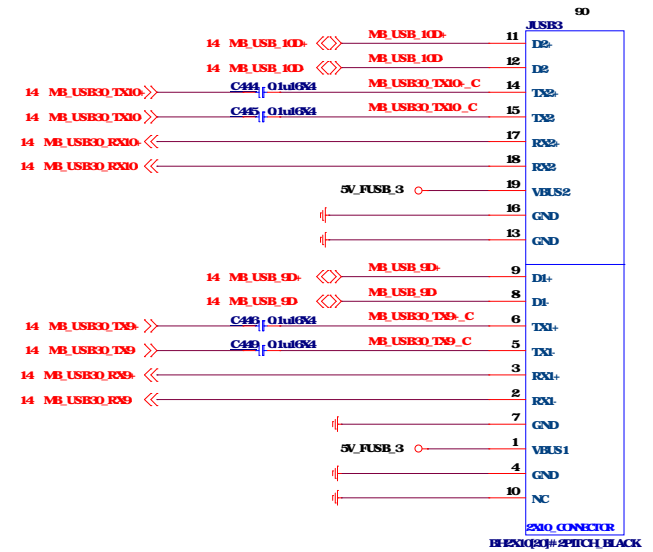 90
JUSB3
14 MB_USB_10D+ MB_USB_10D+ 11 D2+
14 MB_USB_10D- MB_USB_10D- 12 D2-
14 MB_USB30_TX10+ C444 0.1u16X4 MB_USB30_TX10+_C 14 TX2+
14 MB_USB30_TX10- C445 0.1u16X4 MB_USB30_TX10-_C 15 TX2-
14 MB_USB30_RX10+ 17 RX2+
14 MB_USB30_RX10- 18 RX2-
5V_FUSB_3 19 VBUS2
16 GND
13 GND
14 MB_USB_9D+ MB_USB_9D+ 9 D1+
14 MB_USB_9D- MB_USB_9D- 8 D1-
14 MB_USB30_TX9+ C446 0.1u16X4 MB_USB30_TX9+_C 6 TX1+
14 MB_USB30_TX9- C449 0.1u16X4 MB_USB30_TX9-_C 5 TX1-
14 MB_USB30_RX9+ 3 RX1+
14 MB_USB30_RX9- 2 RX1-
7 GND
5V_FUSB_3 1 VBUS1
4 GND
10 NC
2X10_CONNECTOR
BH2X10[20]#-2PITCH_BLACK